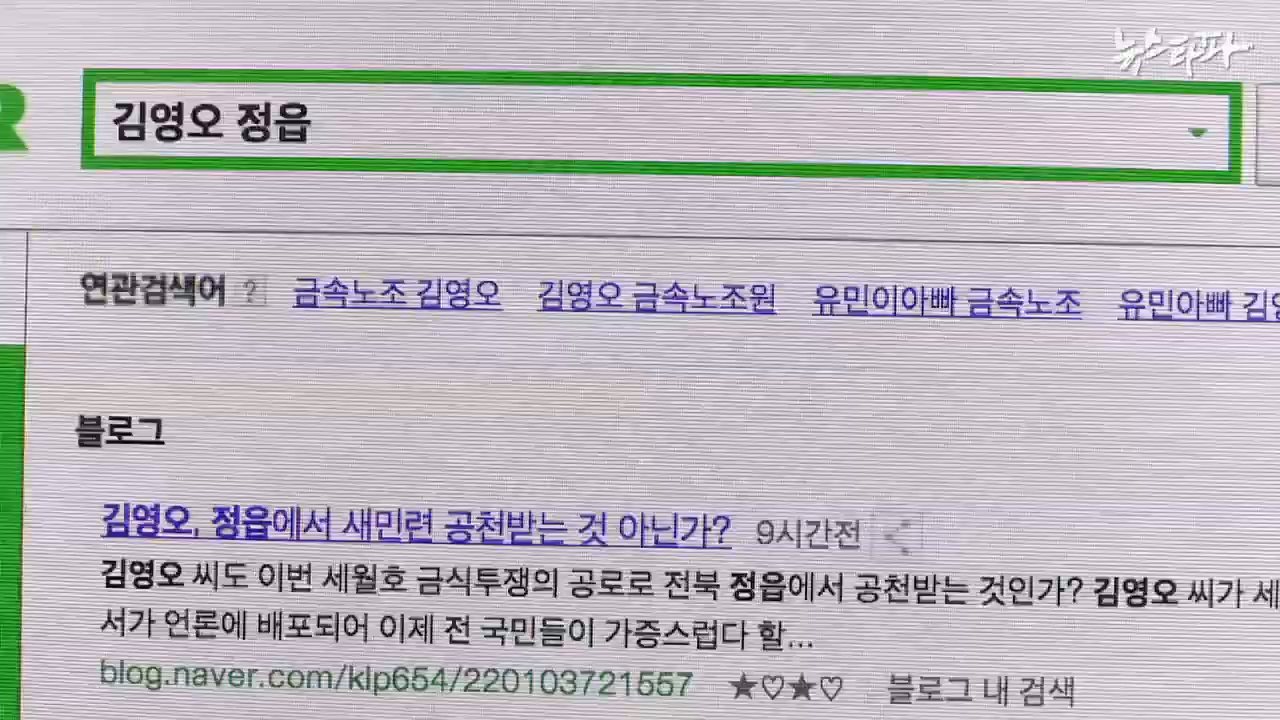 뉴스타파
R
김영오 정읍
연관검색어 ? 금속노조 김영오 김영오 금속노조원 유민이아빠 금속노조 유민아빠
블로그
김영오, 정읍에서 새민련 공천받는 것 아닌가? 9시간전
김영오 씨도 이번 세월호 금식투쟁의 공로로 전북 정읍에서 공천받는 것인가? 김영오 씨가 세
서가 언론에 배포되어 이제 전 국민들이 가증스럽다 할...
blog.naver.com/klp654/220103721557 ★♡★♡ 블로그 내 검색